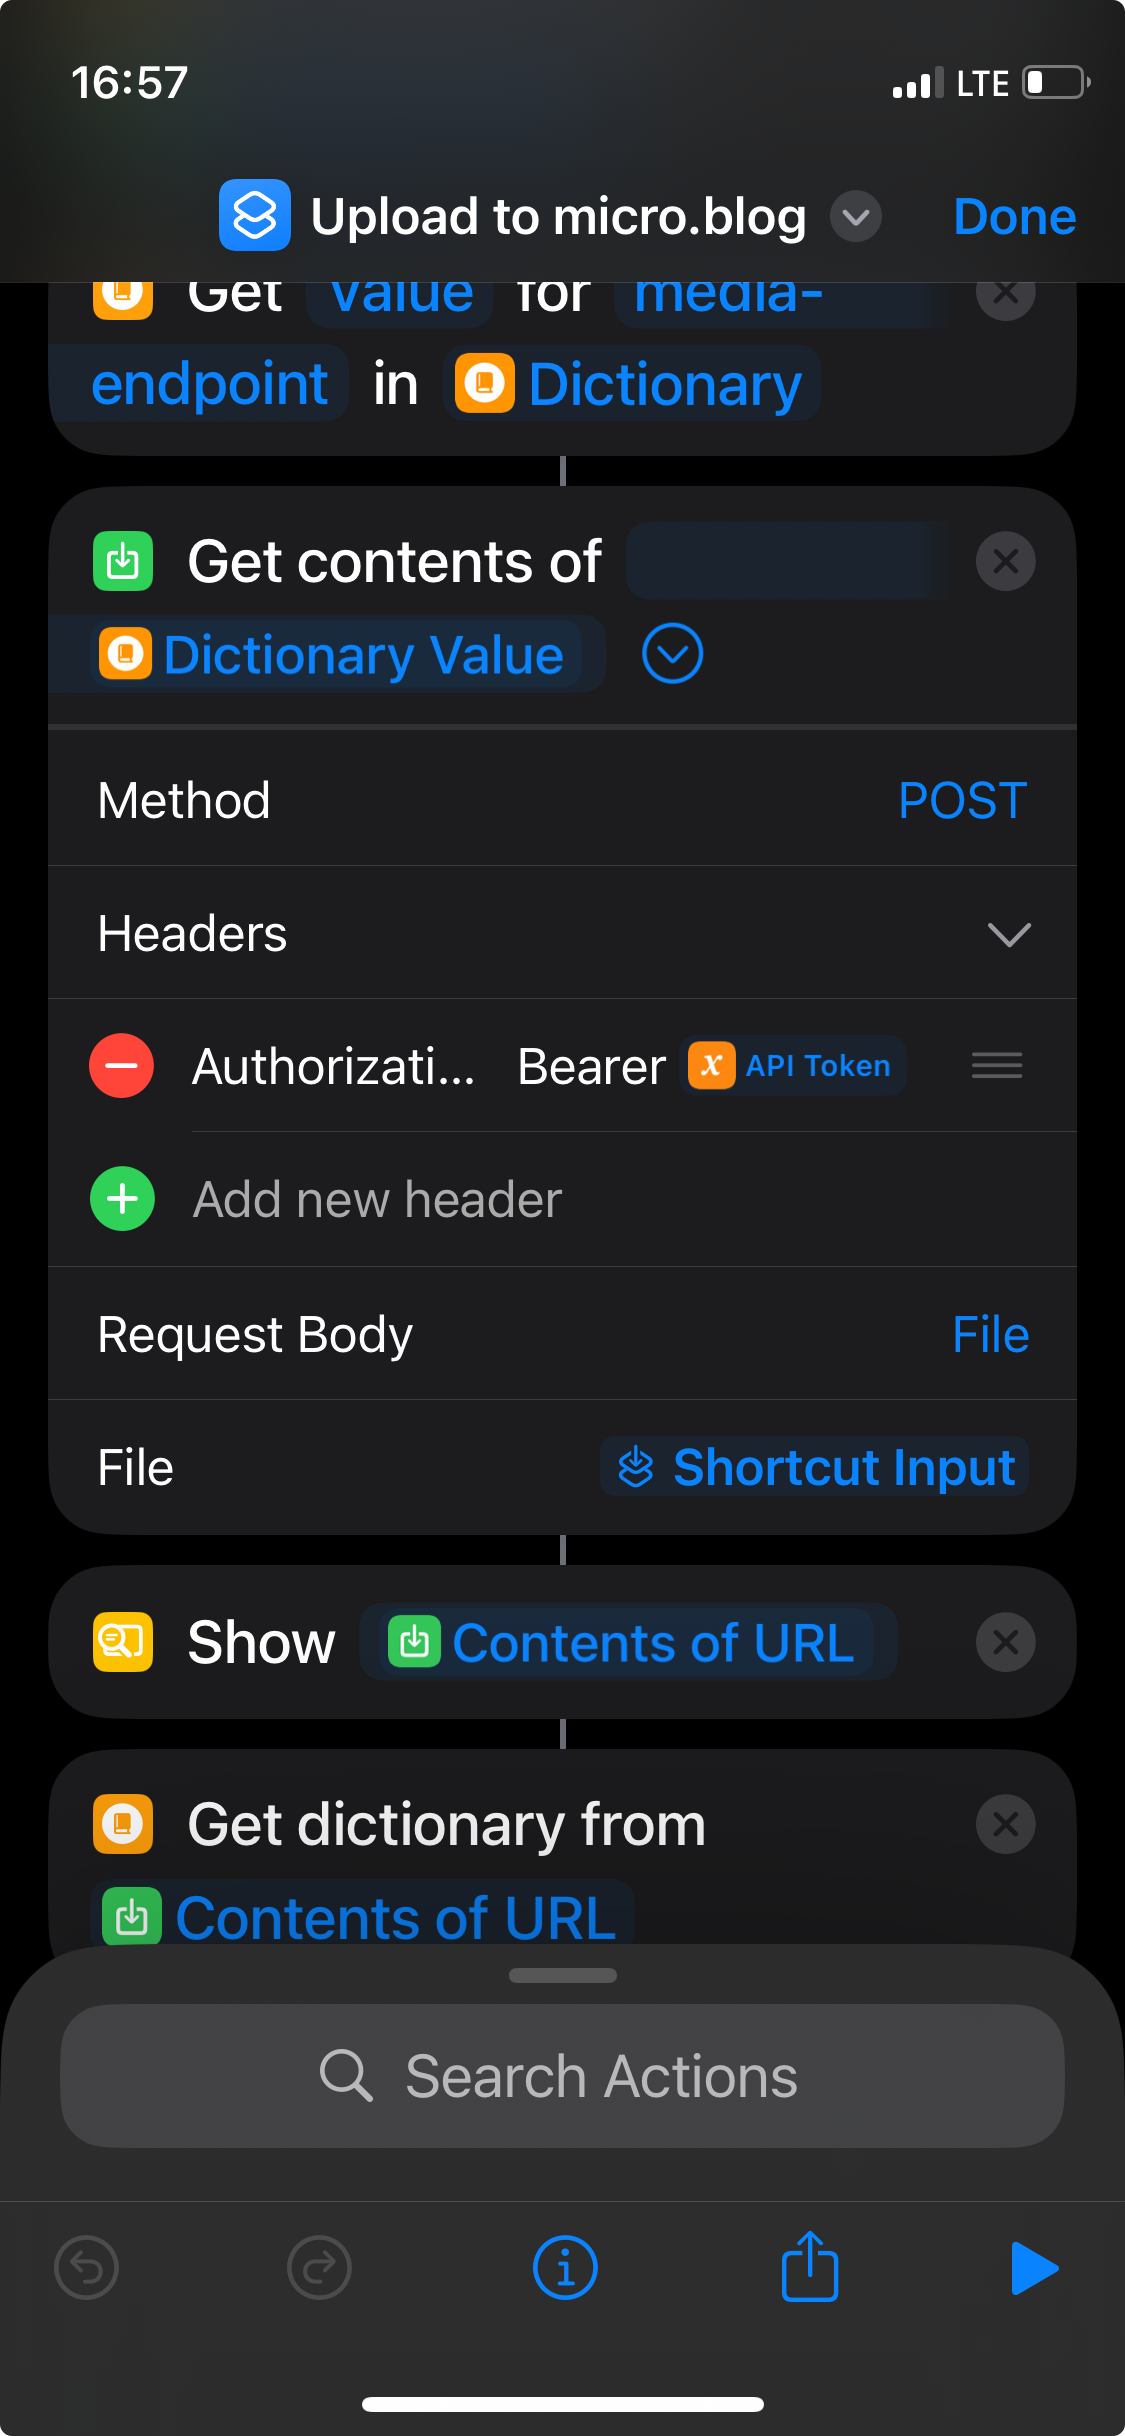 16:57 LTE
Upload to micro.blog Done
Get Value for media-
endpoint in Dictionary
Get contents of
Dictionary Value
Method POST
Headers
Authorizati... Bearer x API Token
Add new header
Request Body File
File Shortcut Input
Show Contents of URL
Get dictionary from
Contents of URL
Search Actions